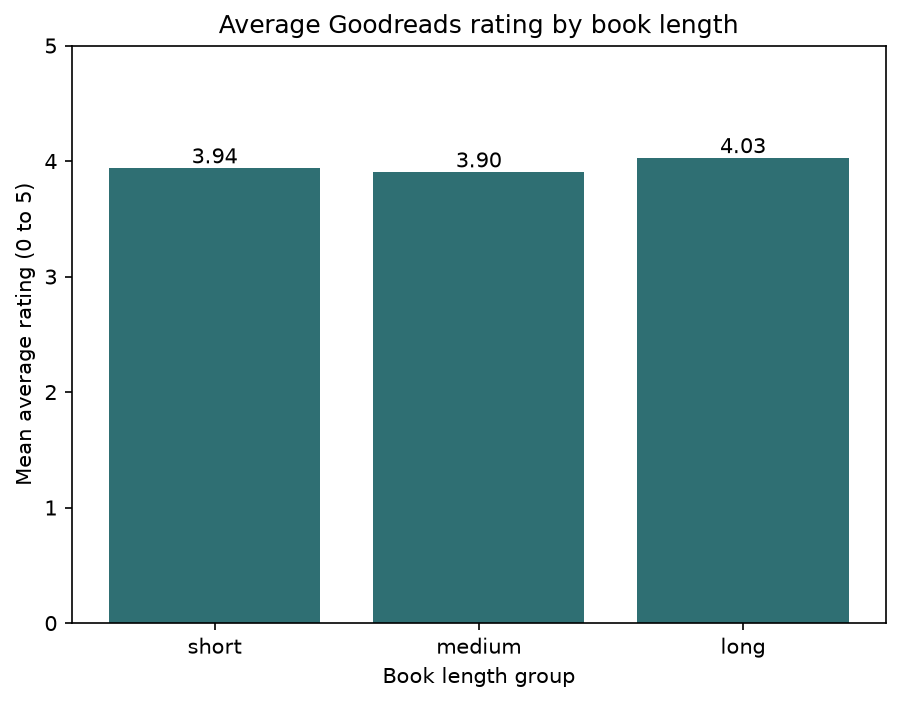 Average Goodreads rating by book length
Mean average rating (0 to 5)
5
4
3
2
1
0
3.94
3.90
4.03
short
medium
long
Book length group